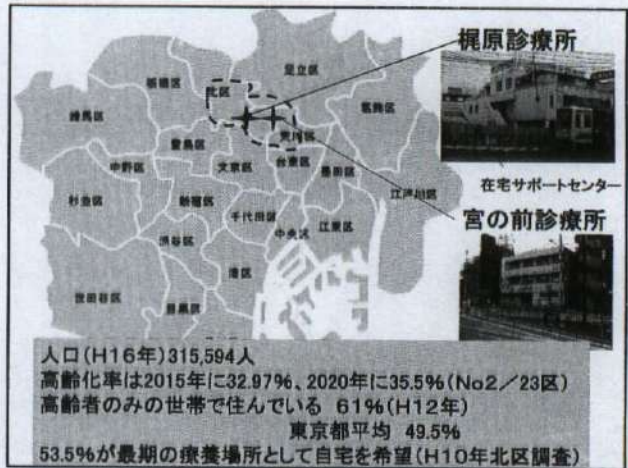 梶原診療所
足立区
板橋区
北区
葛飾区
練馬区
荒川区
豊島区
在宅サポートセンター
中野区
文京区
台東区
墨田区
江戸川区
杉並区
新宿区
宮の前診療所
千代田区
江東区
渋谷区
中央区
港区
世田谷区
目黒区
人口(H16年)315,594人
高齢化率は2015年に32.97%、2020年に35.5%(No2／23区)
高齢者のみの世帯で住んでいる 61%(H12年)
東京都平均 49.5%
53.5%が最期の療養場所として自宅を希望(H10年北区調査)